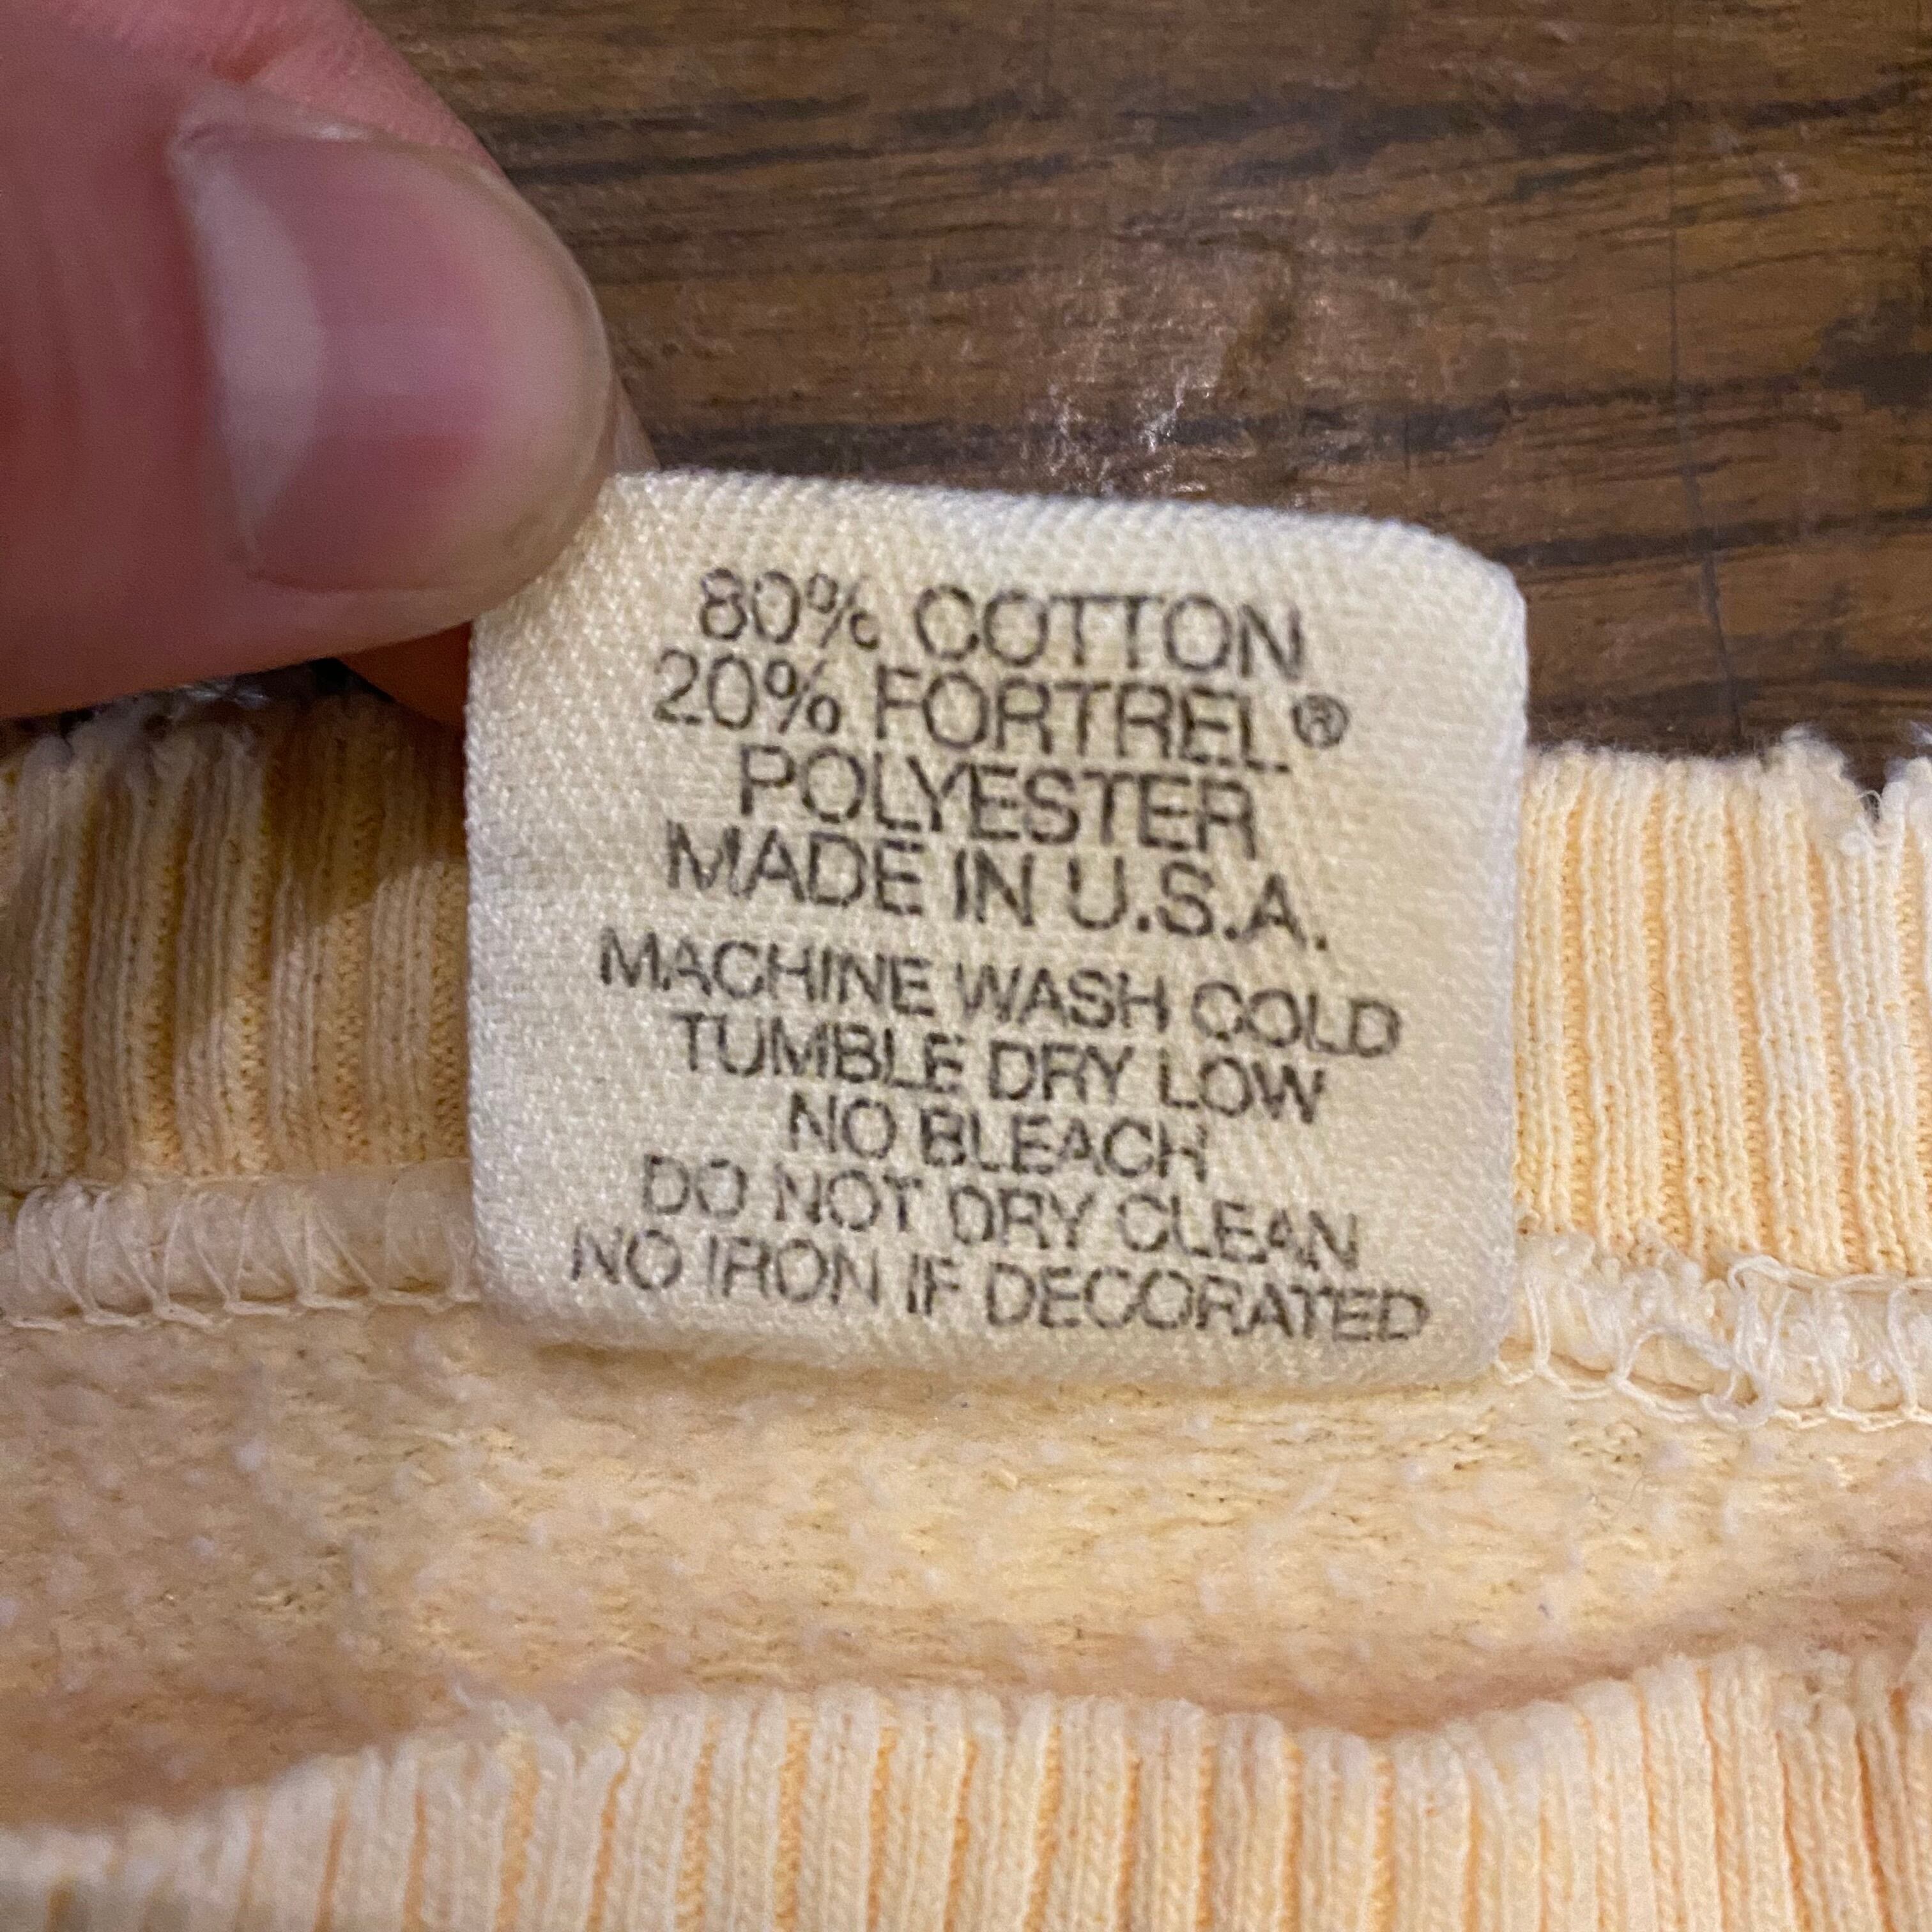 80% COTTON
20% FORTREL®
POLYESTER
MADE IN U.S.A.
MACHINE WASH COLD
TUMBLE DRY LOW
NO BLEACH
DO NOT DRY CLEAN
NO IRON IF DECORATED